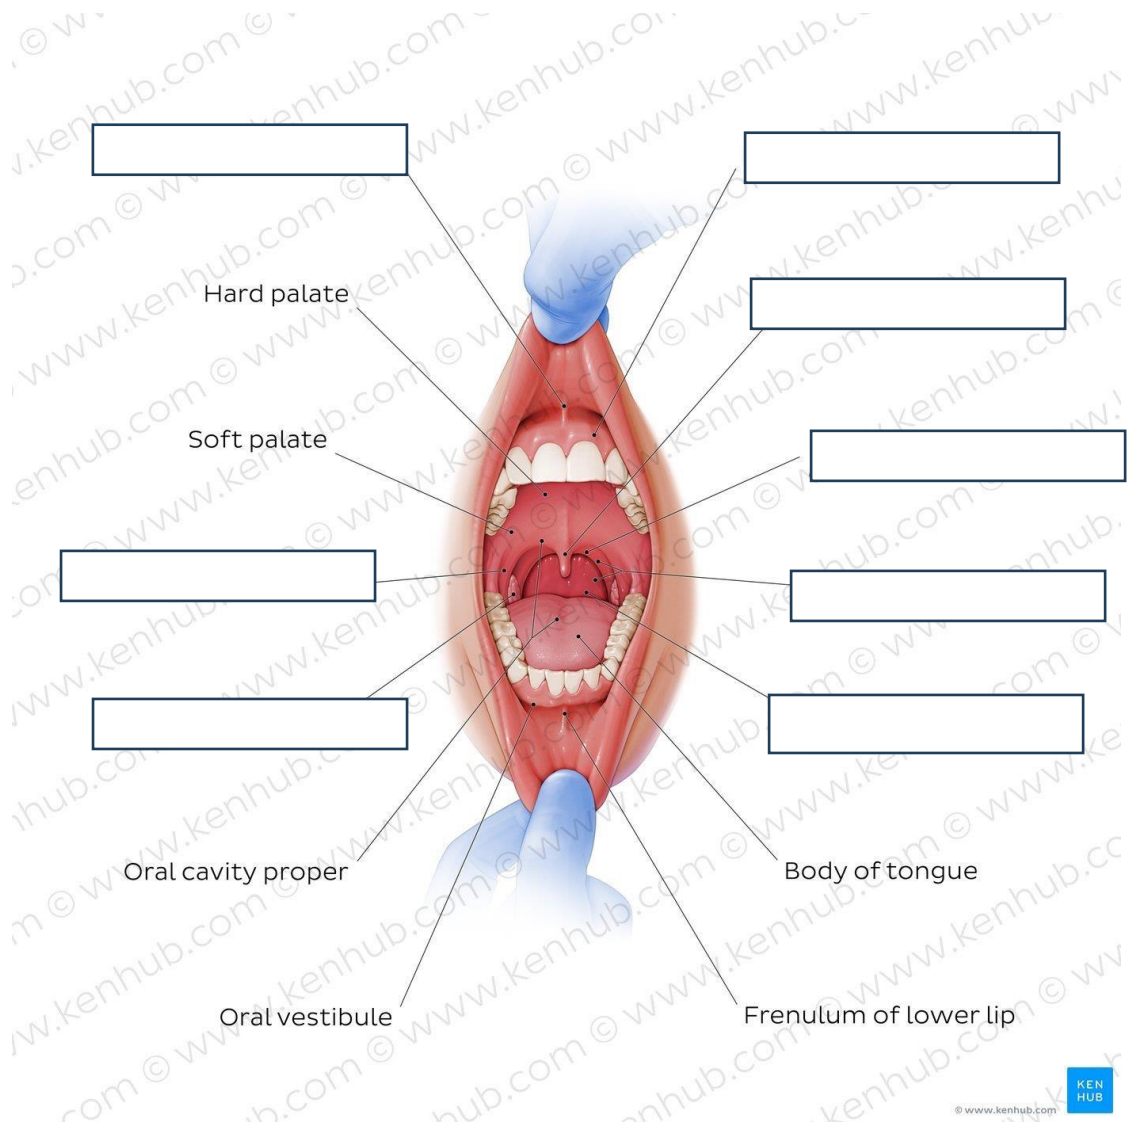 Hard palate
Soft palate
Oral cavity proper
Body of tongue
Oral vestibule
Frenulum of lower lip
KEN
HUB
© www.kenhub.com